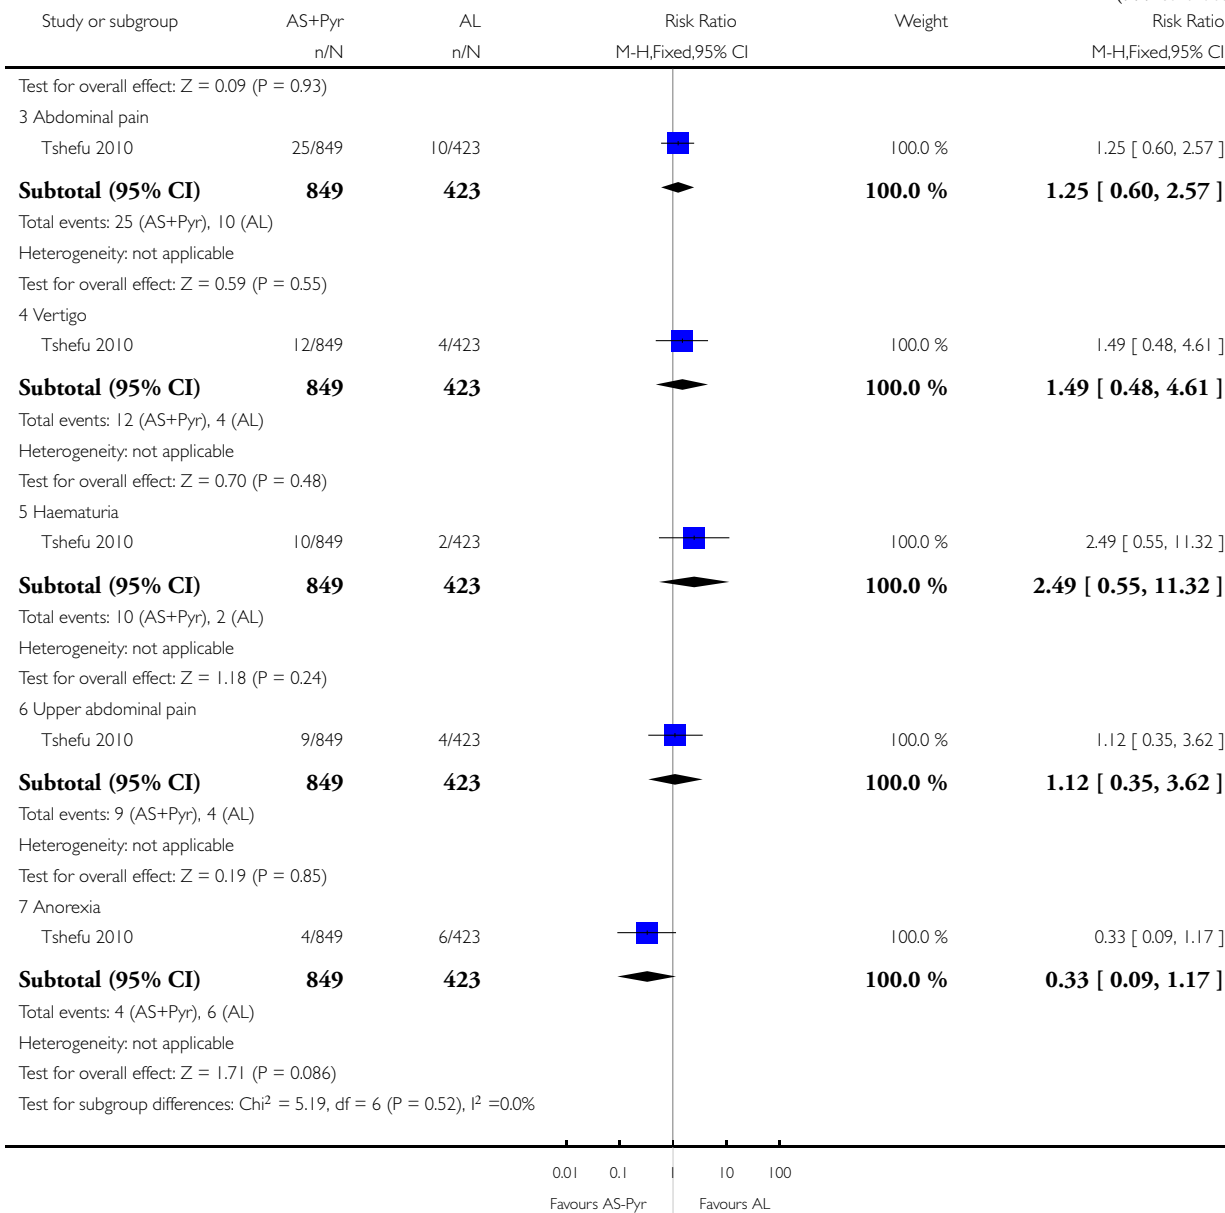 Study or subgroup AS+Pyr AL Risk Ratio Weight Risk Ratio
n/N n/N M-H,Fixed,95% CI M-H,Fixed,95% CI
Test for overall effect: Z = 0.09 (P = 0.93)
3 Abdominal pain
Tshefu 2010 25/849 10/423 100.0 % 1.25 [ 0.60, 2.57 ]
Subtotal (95% CI) 849 423 100.0 % 1.25 [ 0.60, 2.57 ]
Total events: 25 (AS+Pyr), 10 (AL)
Heterogeneity: not applicable
Test for overall effect: Z = 0.59 (P = 0.55)
4 Vertigo
Tshefu 2010 12/849 4/423 100.0 % 1.49 [ 0.48, 4.61 ]
Subtotal (95% CI) 849 423 100.0 % 1.49 [ 0.48, 4.61 ]
Total events: 12 (AS+Pyr), 4 (AL)
Heterogeneity: not applicable
Test for overall effect: Z = 0.70 (P = 0.48)
5 Haematuria
Tshefu 2010 10/849 2/423 100.0 % 2.49 [ 0.55, 11.32 ]
Subtotal (95% CI) 849 423 100.0 % 2.49 [ 0.55, 11.32 ]
Total events: 10 (AS+Pyr), 2 (AL)
Heterogeneity: not applicable
Test for overall effect: Z = 1.18 (P = 0.24)
6 Upper abdominal pain
Tshefu 2010 9/849 4/423 100.0 % 1.12 [ 0.35, 3.62 ]
Subtotal (95% CI) 849 423 100.0 % 1.12 [ 0.35, 3.62 ]
Total events: 9 (AS+Pyr), 4 (AL)
Heterogeneity: not applicable
Test for overall effect: Z = 0.19 (P = 0.85)
7 Anorexia
Tshefu 2010 4/849 6/423 100.0 % 0.33 [ 0.09, 1.17 ]
Subtotal (95% CI) 849 423 100.0 % 0.33 [ 0.09, 1.17 ]
Total events: 4 (AS+Pyr), 6 (AL)
Heterogeneity: not applicable
Test for overall effect: Z = 1.71 (P = 0.086)
Test for subgroup differences: Chi² = 5.19, df = 6 (P = 0.52), I² =0.0%
0.01 0.1 1 10 100
Favours AS-Pyr Favours AL